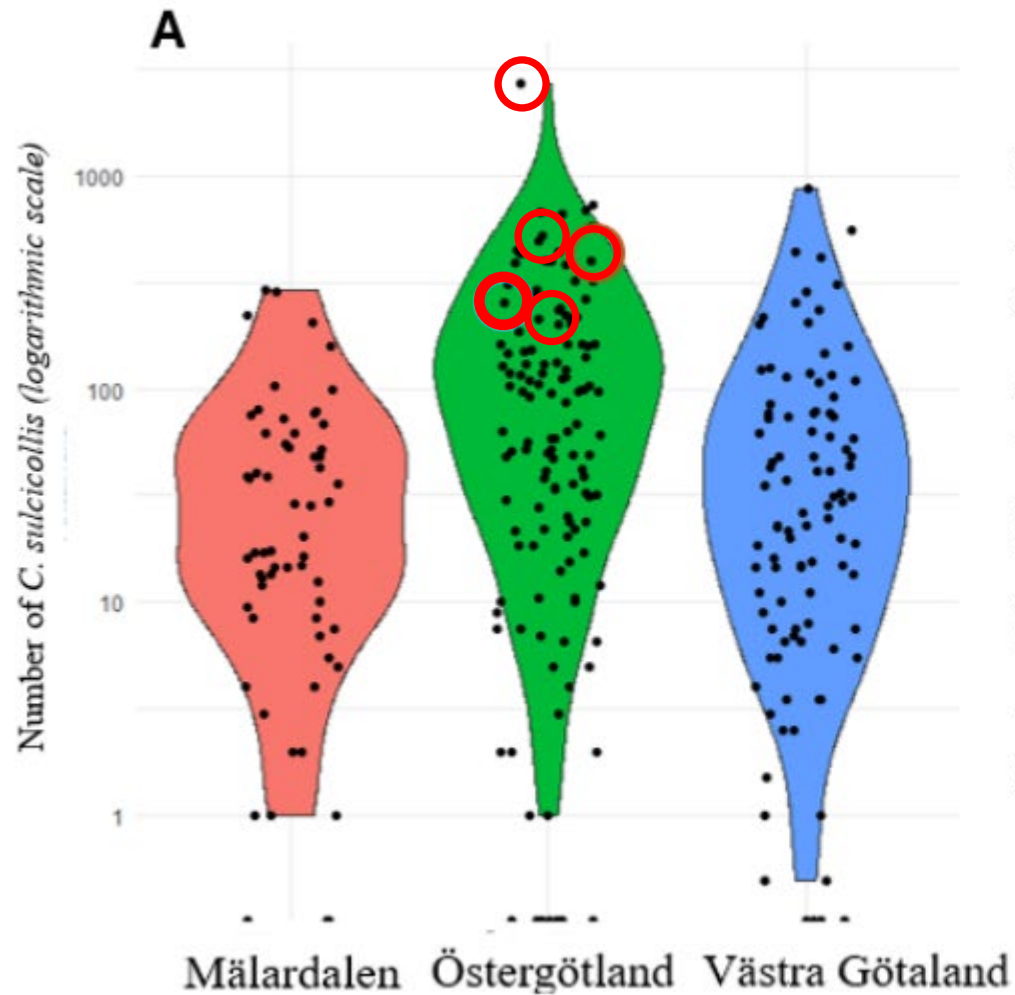 A
Number of C. sulcicollis (logarithmic scale)
1000
100
10
1
Mälardalen Östergötland Västra Götaland